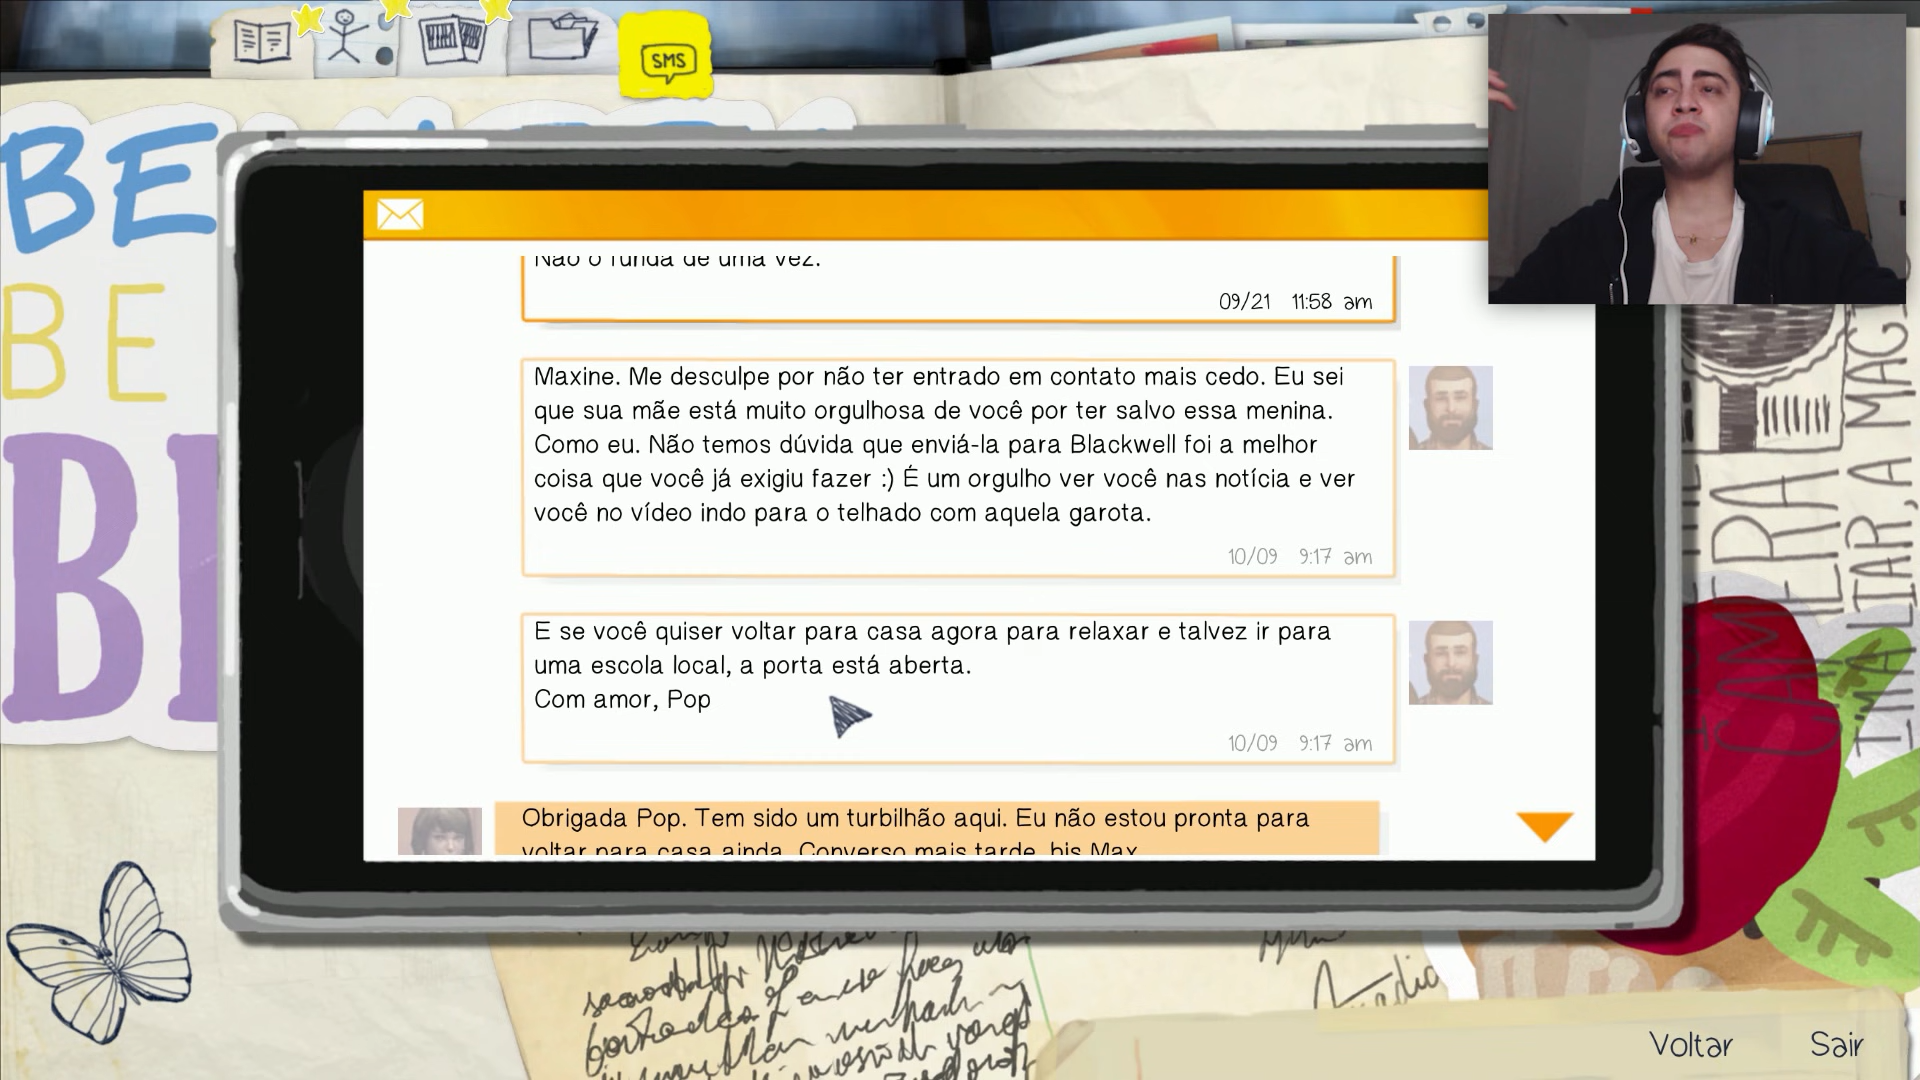 SMS
BE
BE
BE
Não o funda de uma vez.
09/21 11:58 am
Maxine. Me desculpe por não ter entrado em contato mais cedo. Eu sei
que sua mãe está muito orgulhosa de você por ter salvo essa menina.
Como eu. Não temos dúvida que enviá-la para Blackwell foi a melhor
coisa que você já exigiu fazer :) É um orgulho ver você nas notícia e ver
você no vídeo indo para o telhado com aquela garota.
10/09 9:17 am
E se você quiser voltar para casa agora para relaxar e talvez ir para
uma escola local, a porta está aberta.
Com amor, Pop
10/09 9:17 am
Obrigada Pop. Tem sido um turbilhão aqui. Eu não estou pronta para
voltar para casa ainda. Converso mais tarde, bjs Max
Voltar Sair